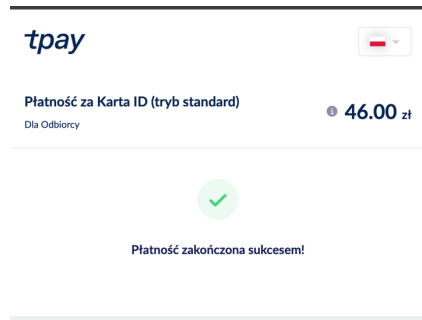 tpay
Płatność za Karta ID (tryb standard)
Dla Odbiorcy
46.00 zł
Płatność zakończona sukcesem!